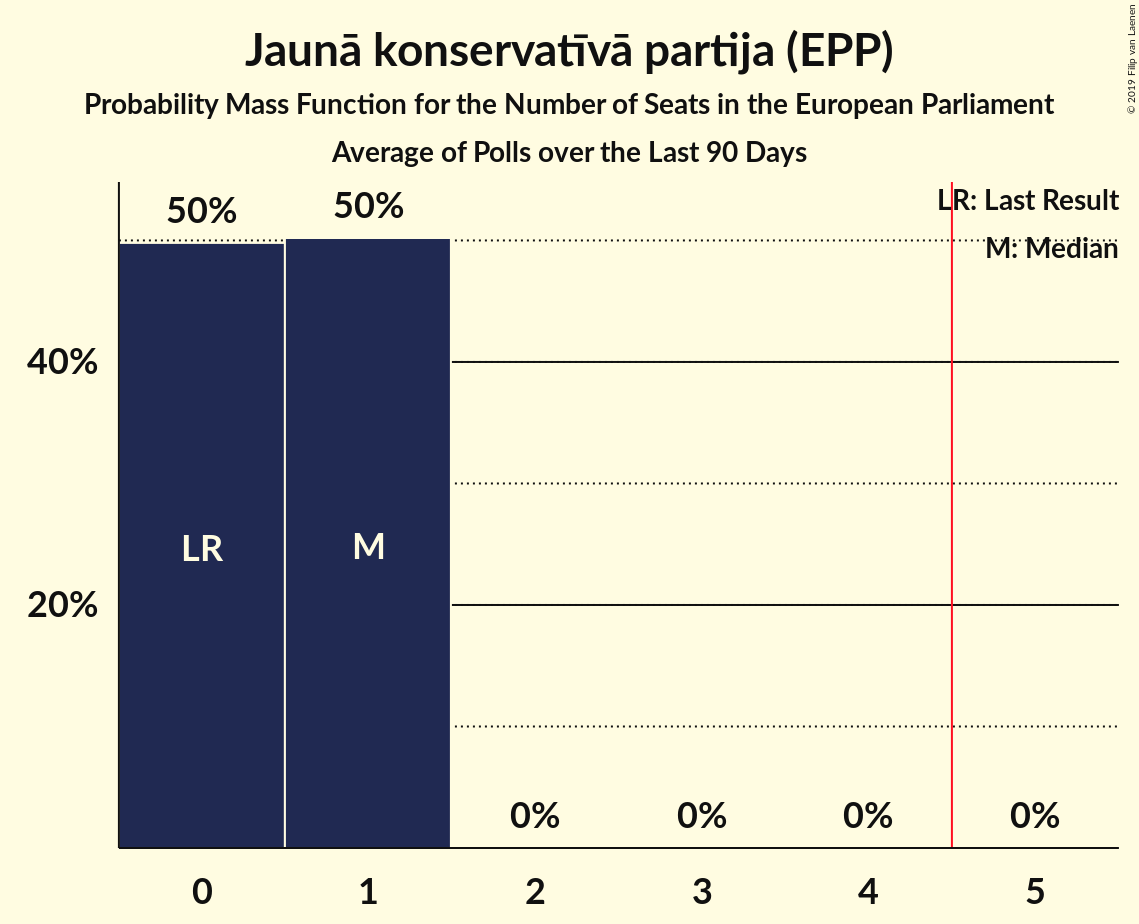 Jaunā konservatīvā partija (EPP)
Probability Mass Function for the Number of Seats in the European Parliament
Average of Polls over the Last 90 Days
© 2019 Filip van Laenen
LR: Last Result
M: Median
50%
50%
40%
20%
LR
M
0%
0%
0%
0%
0
1
2
3
4
5